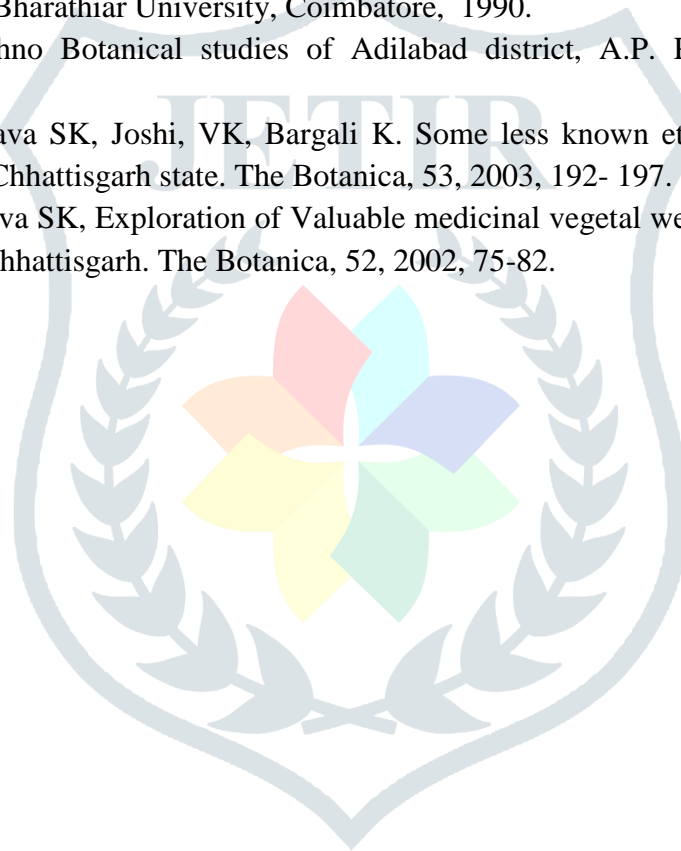 Bharathiar University, Coimbatore, 1990.
hno Botanical studies of Adilabad district, A.P.
JETIR
ava SK, Joshi, VK, Bargali K. Some less known et
Chhattisgarh state. The Botanica, 53, 2003, 192- 197.
va SK, Exploration of Valuable medicinal vegetal we
hhattisgarh. The Botanica, 52, 2002, 75-82.